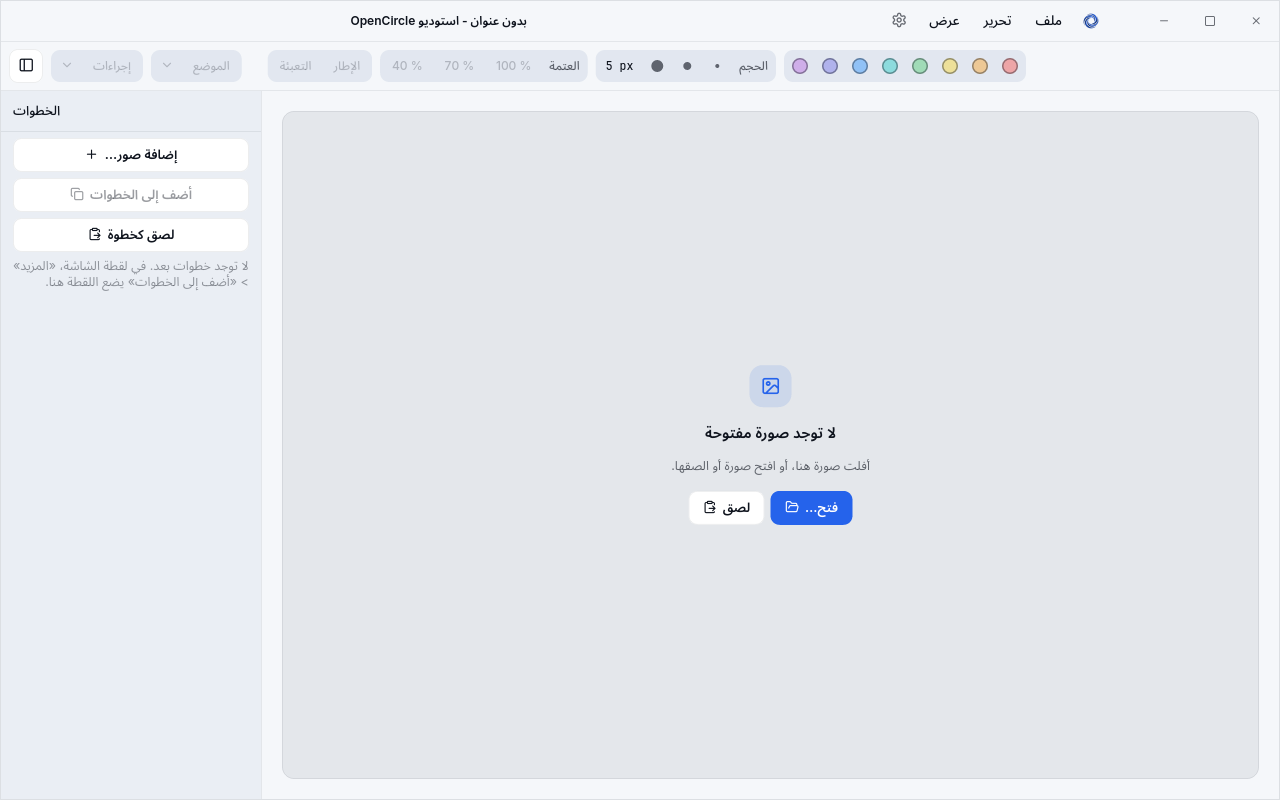 ملف
تحرير
عرض
بدون عنوان - استوديو OpenCircle
الحجم
5 px
العتمة
100 %
70 %
40 %
الإطار
التعبئة
الموضع
إجراءات
الخطوات
إضافة صور...
أضف إلى الخطوات
لصق كخطوة
لا توجد خطوات بعد. في لقطة الشاشة، «المزيد»
> «أضف إلى الخطوات» يضع اللقطة هنا.
لا توجد صورة مفتوحة
أفلت صورة هنا، أو افتح صورة أو الصقها.
فتح...
لصق